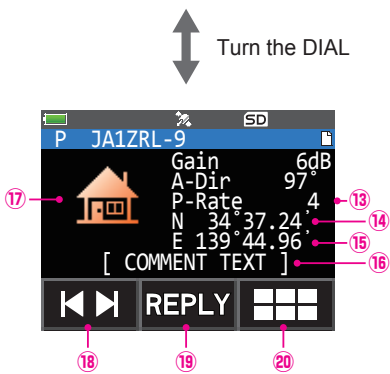 Turn the DIAL
SD
P JA1ZRL-9
Gain 6dB
A-Dir 97°
P-Rate 4
N 34°37.24'
E 139°44.96'
[ COMMENT TEXT ]
REPLY
⑬
⑭
⑮
⑯
⑰
⑱
⑲
⑳